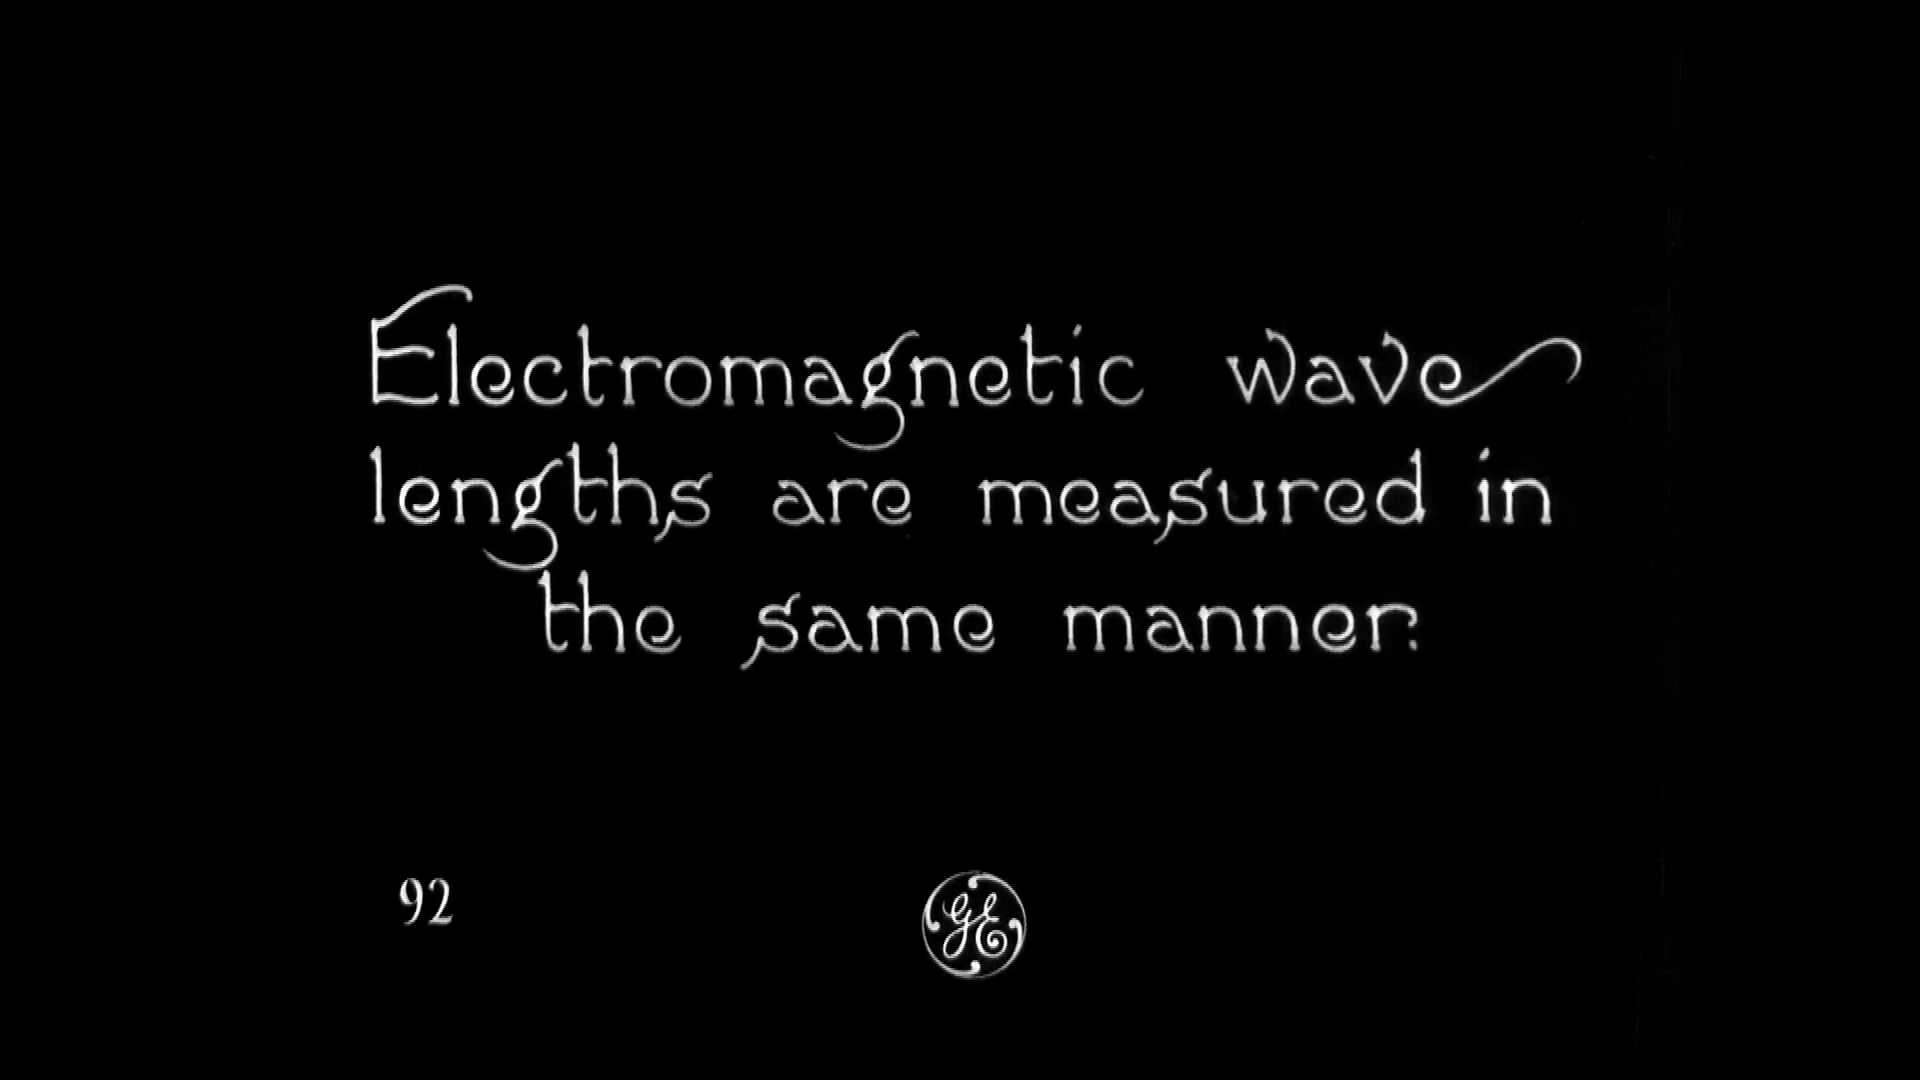 Electromagnetic wave
lengths are measured in
the same manner.
92
GE